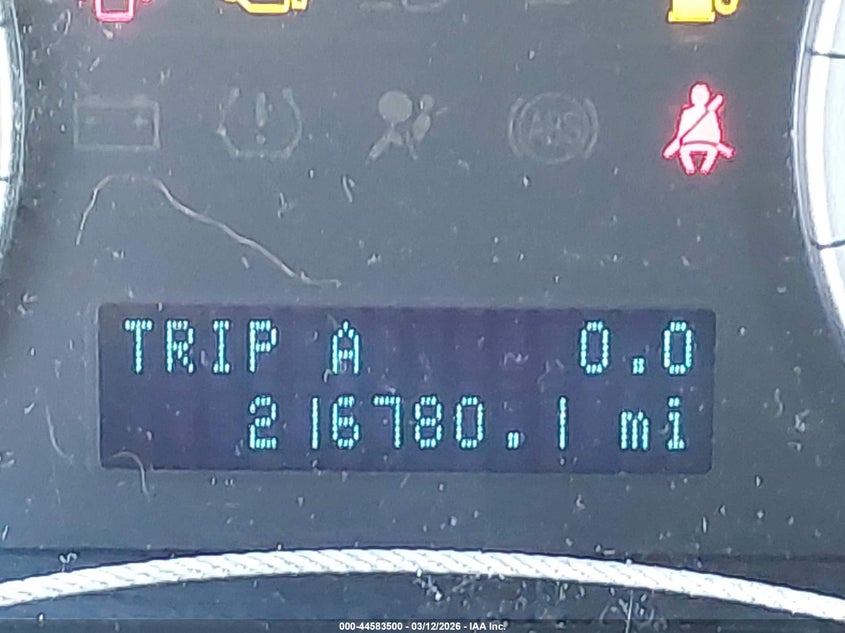 ABS
TRIP A 0.0
216780.1 mi
000-44583500 - 03/12/2026 - IAA Inc.